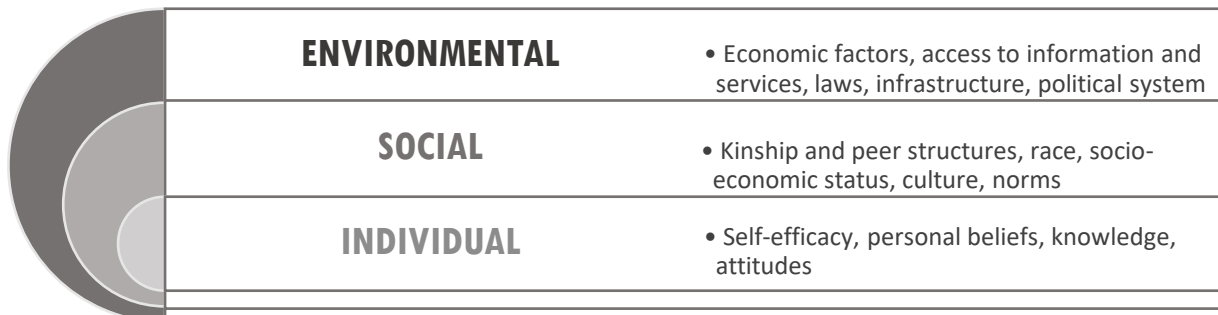 ENVIRONMENTAL
• Economic factors, access to information and
services, laws, infrastructure, political system
SOCIAL
• Kinship and peer structures, race, socio-
economic status, culture, norms
INDIVIDUAL
• Self-efficacy, personal beliefs, knowledge,
attitudes